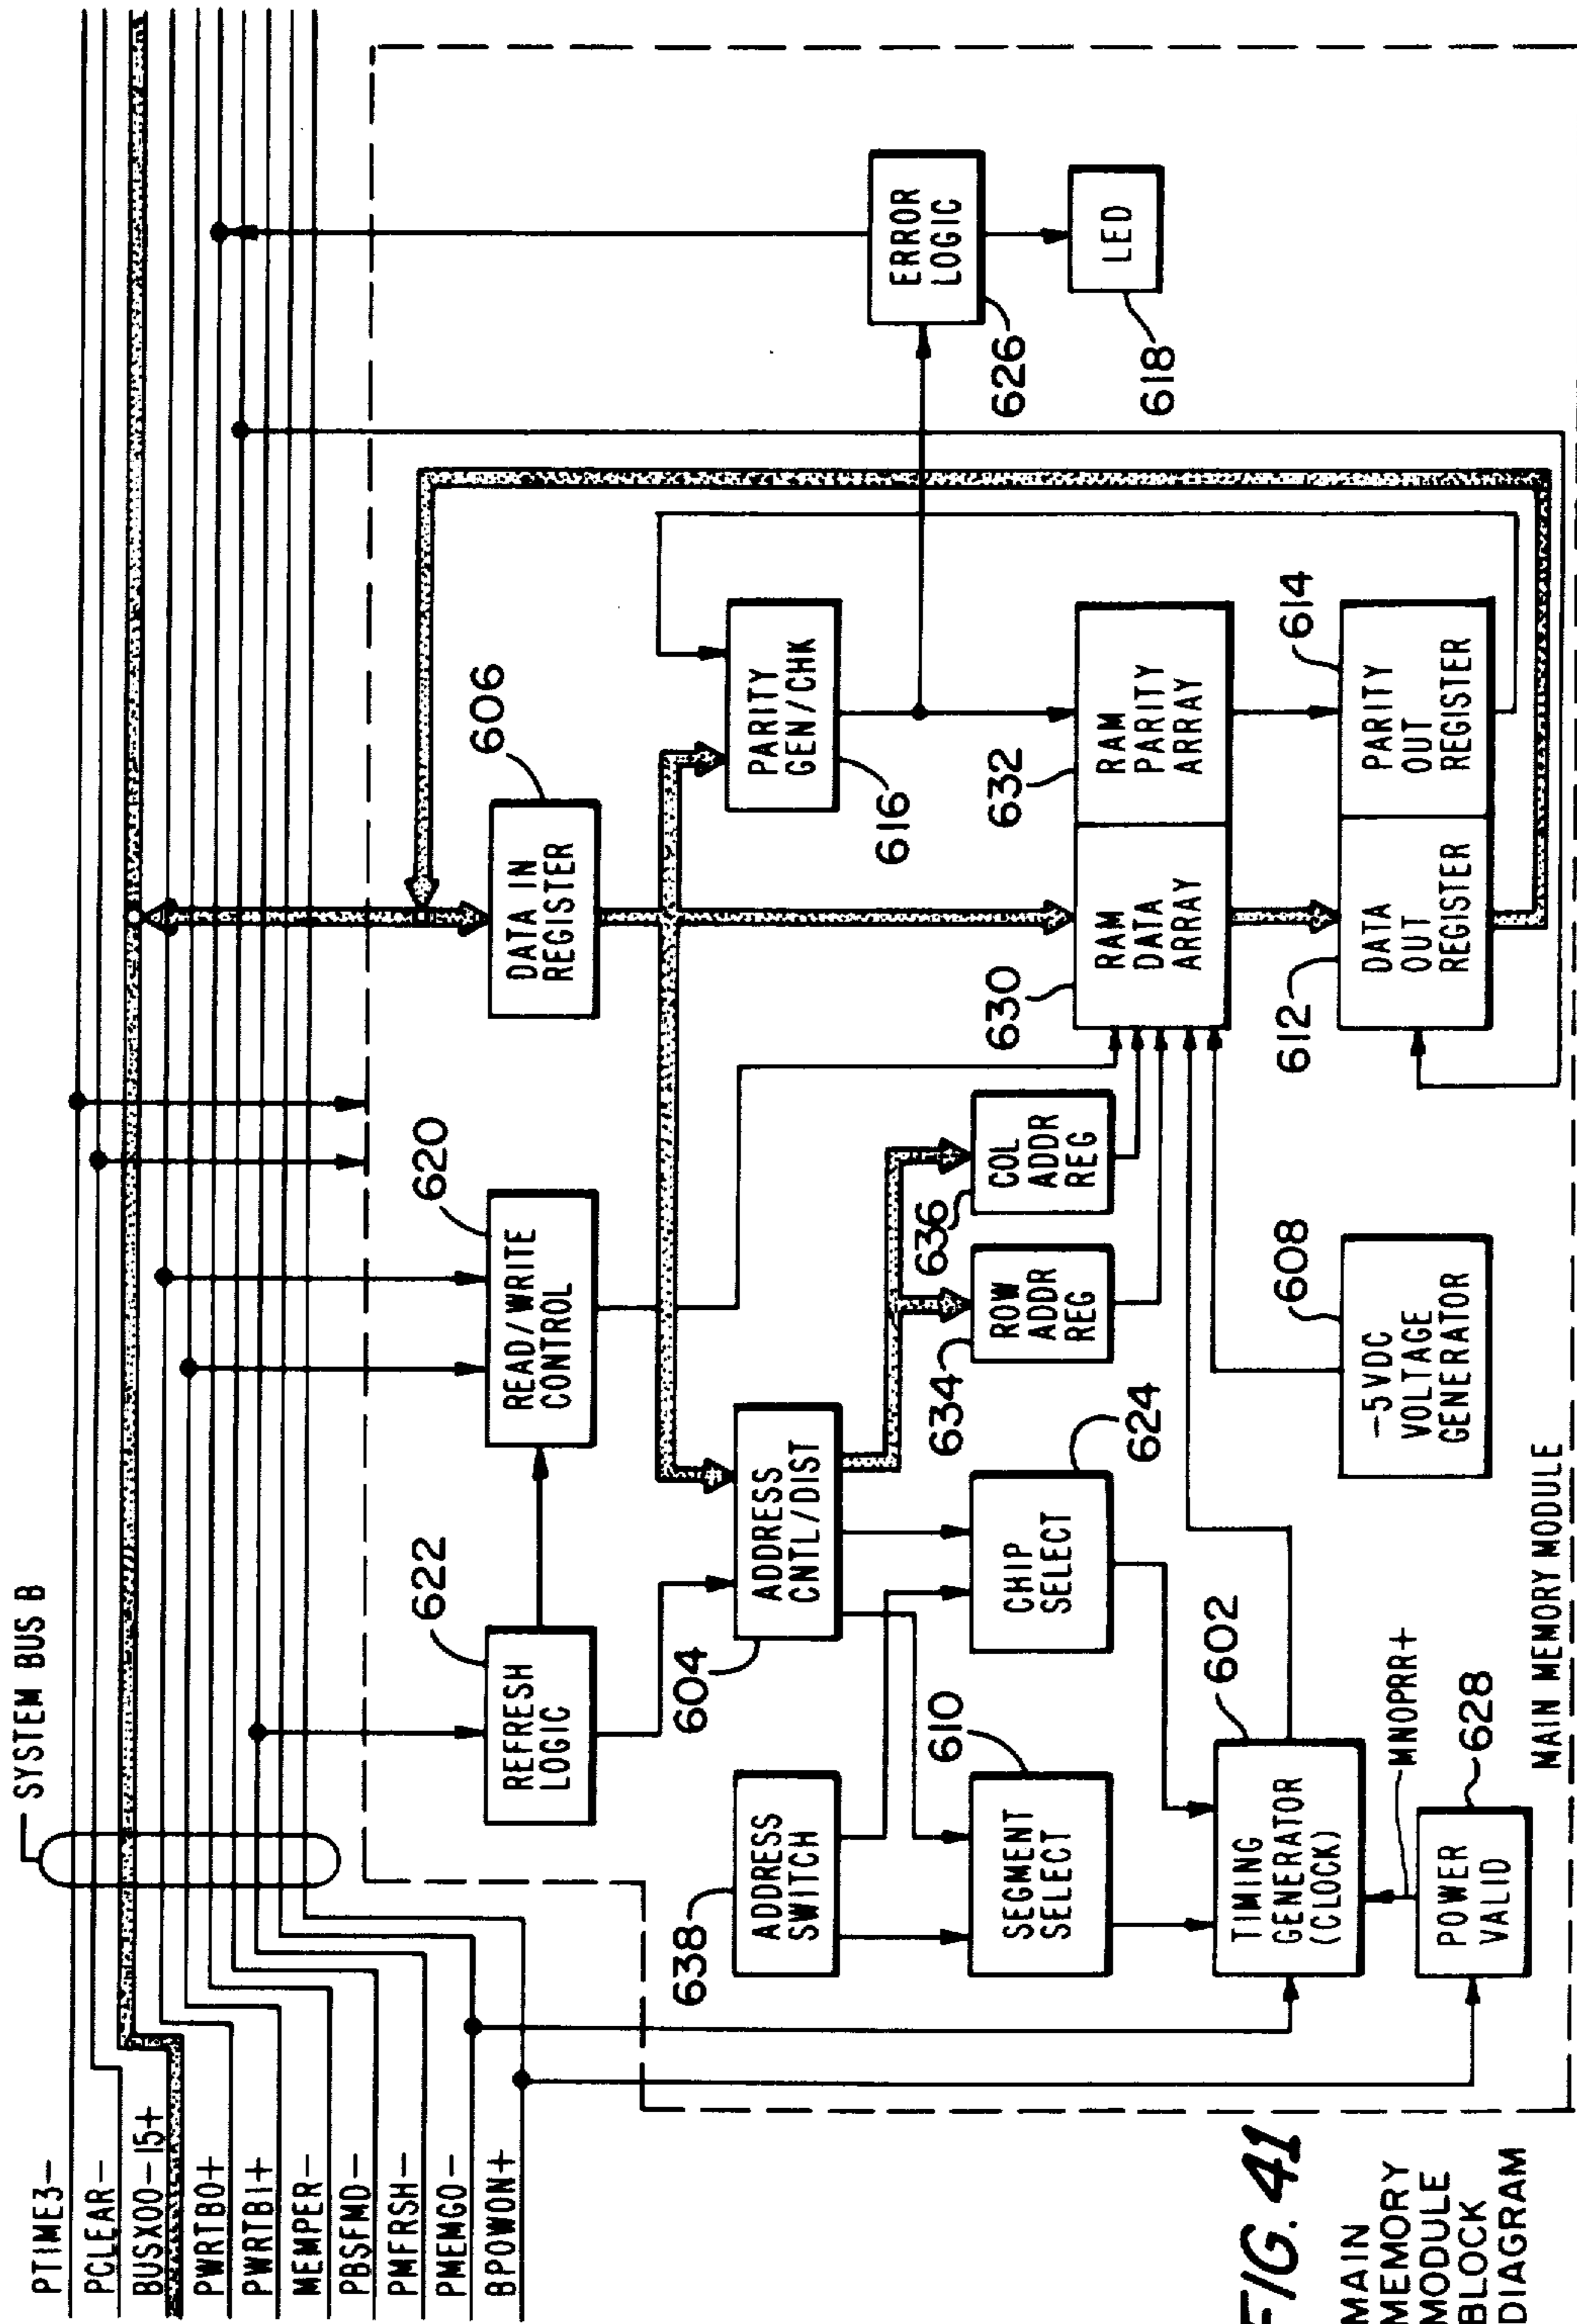 SYSTEM BUS B
PTIME3-
PCLEAR-
BUSX00-15+
PWRTB0+
PWRTB1+
MEMPER-
PBSFMD-
PMFRSH-
PMEMGO-
BPOWON+
REFRESH
LOGIC
622
READ/WRITE
CONTROL
620
DATA IN
REGISTER
606
638
ADDRESS
SWITCH
604
ADDRESS
CNTL/DIST
PARITY
GEN/CHK
616
ERROR
LOGIC
626
SEGMENT
SELECT
610
CHIP
SELECT
624
634
ROW
ADDR
REG
636
COL
ADDR
REG
630
RAM
DATA
ARRAY
632
RAM
PARITY
ARRAY
LED
618
TIMING
GENERATOR
(CLOCK)
602
MNOPRR+
POWER
VALID
628
-5VDC
VOLTAGE
GENERATOR
608
612
DATA
OUT
REGISTER
PARITY
OUT
REGISTER
614
MAIN MEMORY MODULE
FIG. 41
MAIN
MEMORY
MODULE
BLOCK
DIAGRAM